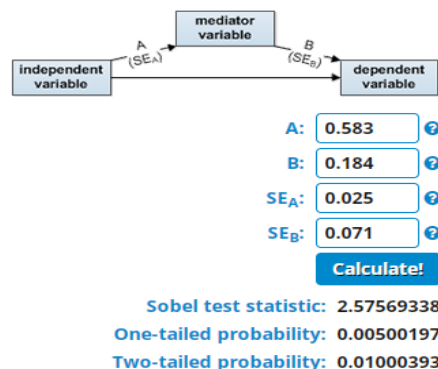 mediator
variable
A
(SEA)
B
(SEB)
independent
variable
dependent
variable
A: 0.583 ?
B: 0.184 ?
SEA: 0.025 ?
SEB: 0.071 ?
Calculate!
Sobel test statistic: 2.57569338
One-tailed probability: 0.00500197
Two-tailed probability: 0.01000393